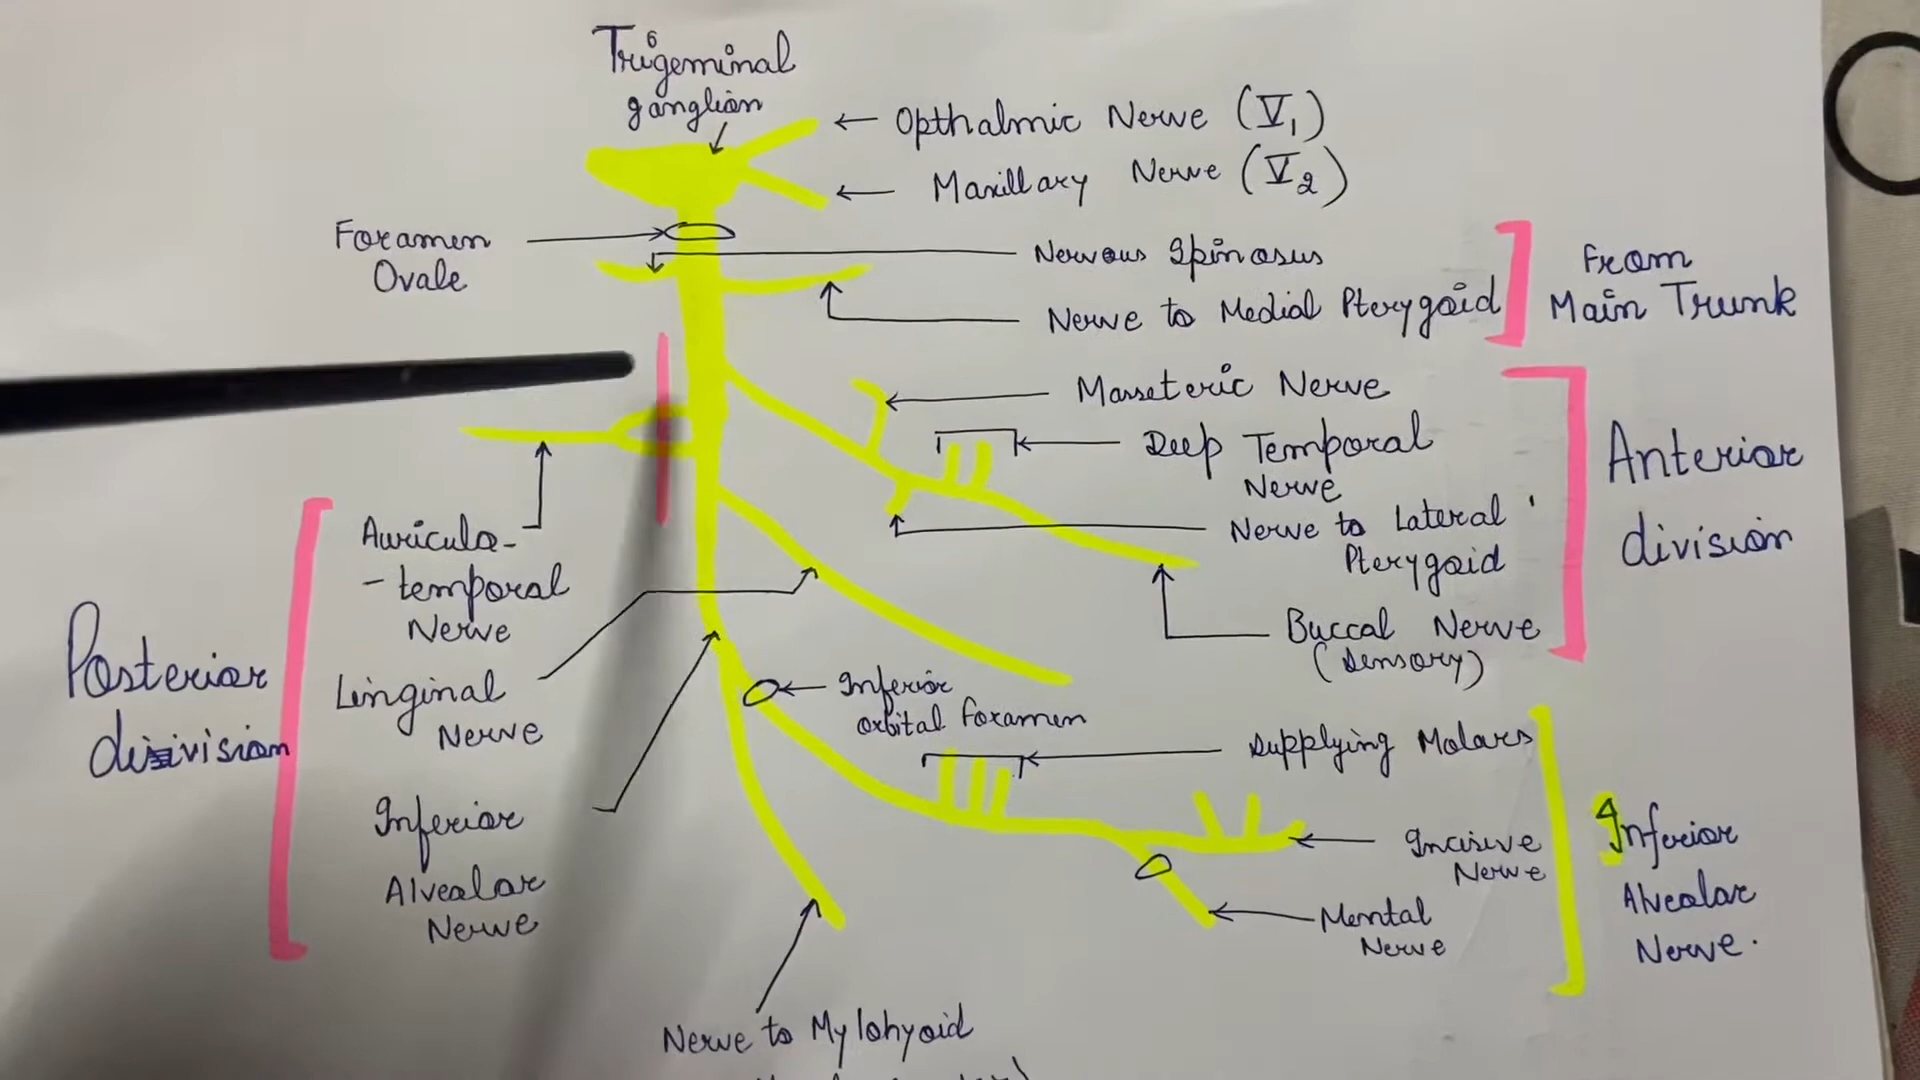 Trigeminal
ganglion
← Opthalmic Nerve (V1)
← Maxillary Nerve (V2)
Foramen
Ovale
Nervous Spinosus
Nerve to Medial Pterygoid
From
Main Trunk
Masseteric Nerve
Deep Temporal
Nerve
Nerve to Lateral
Pterygoid
Buccal Nerve
(Sensory)
Anterior
division
Auriculo-
-temporal
Nerve
Linginal
Nerve
Inferior
Alveolar
Nerve
Posterior
division
Inferior
orbital foramen
Supplying Molars
Incisive
Nerve
Mental
Nerve
Inferior
Alveolar
Nerve.
Nerve to Mylohyoid